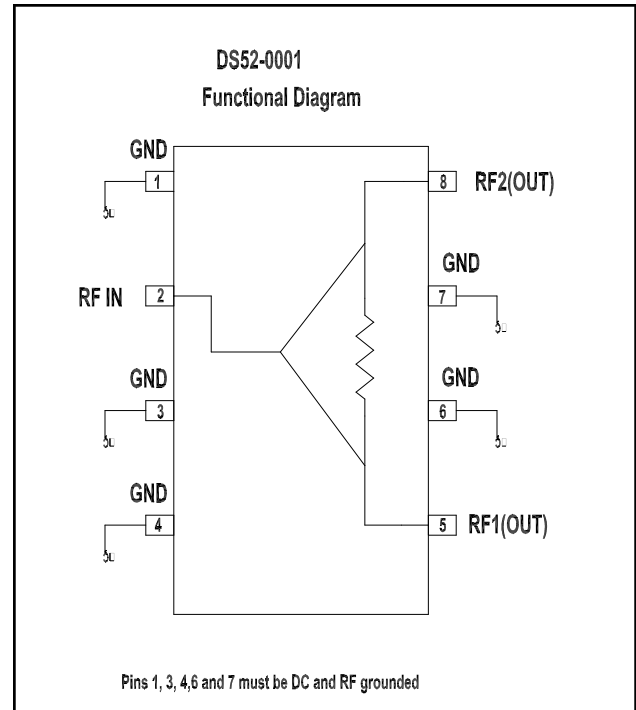 DS52-0001
Functional Diagram
GND
1
8 RF2(OUT)
RF IN 2
GND
7
GND
3
GND
6
GND
4
5 RF1(OUT)
Pins 1, 3, 4,6 and 7 must be DC and RF grounded